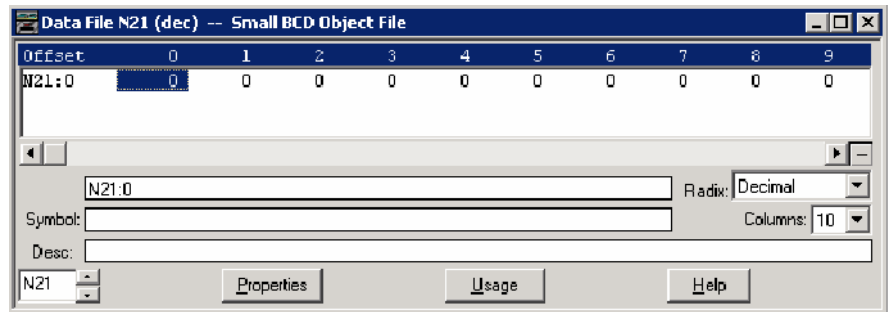 Data File N21 (dec) -- Small BCD Object File
Offset 0 1 2 3 4 5 6 7 8 9
N21:0 0 0 0 0 0 0 0 0 0 0
N21:0 Radix: Decimal
Symbol: Columns: 10
Desc:
N21 Properties Usage Help